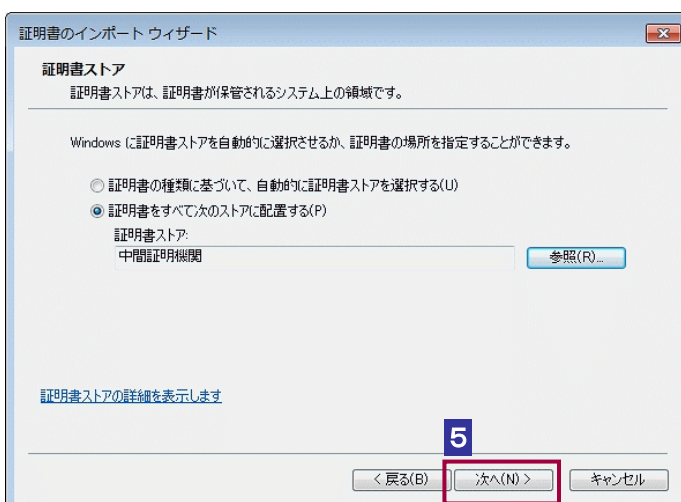 証明書のインポート ウィザード
証明書ストア
証明書ストアは、証明書が保管されるシステム上の領域です。
Windows に証明書ストアを自動的に選択させるか、証明書の場所を指定することができます。
証明書の種類に基づいて、自動的に証明書ストアを選択する(U)
証明書をすべて次のストアに配置する(P)
証明書ストア:
中間証明機関
参照(R)...
証明書ストアの詳細を表示します
5
< 戻る(B)
次へ(N) >
キャンセル